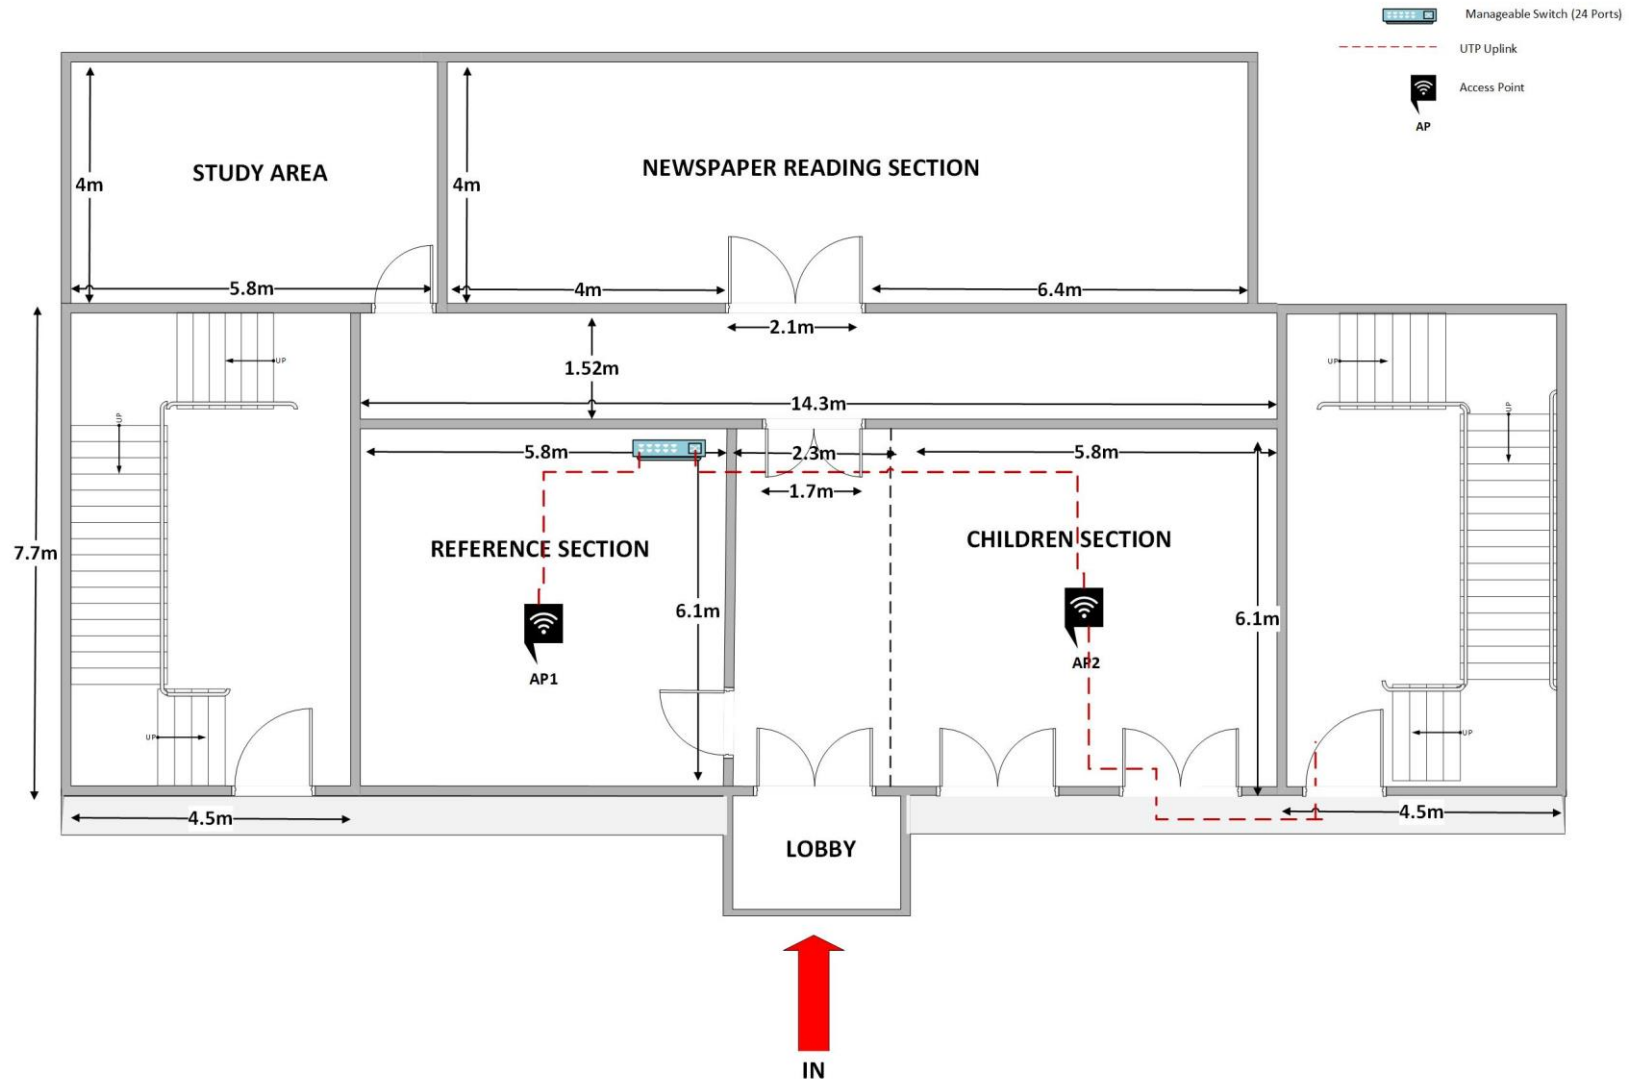 Manageable Switch (24 Ports)
UTP Uplink
Access Point
AP
STUDY AREA
NEWSPAPER READING SECTION
4m
4m
5.8m
4m
6.4m
2.1m
UP
1.52m
UP
14.3m
UP
UP
5.8m
2.3m
5.8m
1.7m
REFERENCE SECTION
CHILDREN SECTION
7.7m
6.1m
6.1m
AP1
AP2
UP
UP
4.5m
4.5m
LOBBY
IN